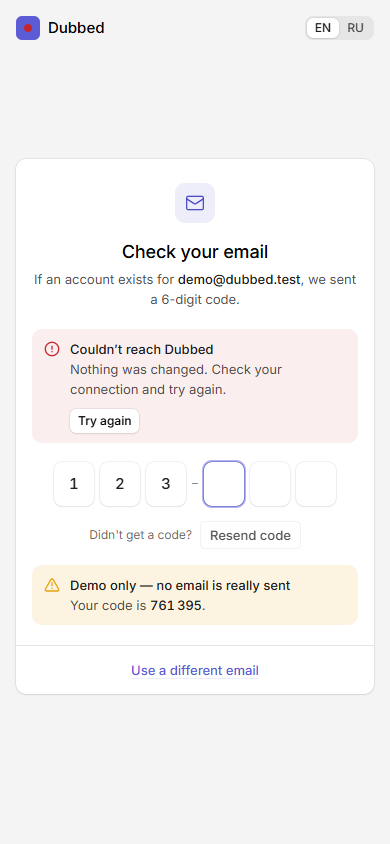 Dubbed
EN RU
Check your email
If an account exists for demo@dubbed.test, we sent
a 6-digit code.
Couldn’t reach Dubbed
Nothing was changed. Check your
connection and try again.
Try again
1 2 3 –
Didn't get a code? Resend code
Demo only — no email is really sent
Your code is 761 395.
Use a different email